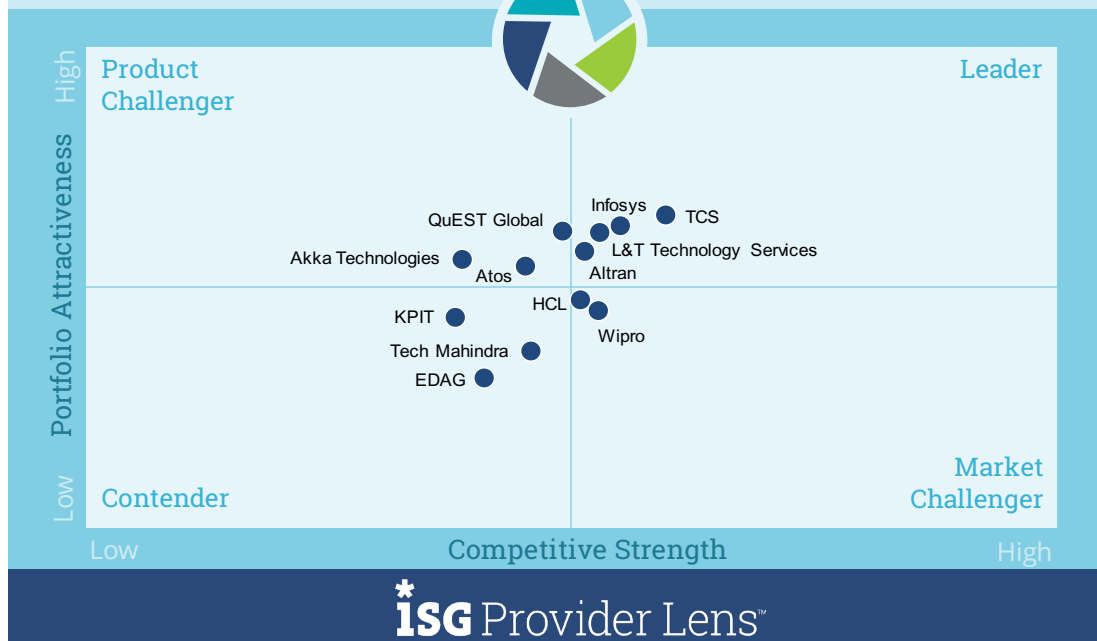 High
Product
Challenger
Leader
Portfolio Attractiveness
Infosys
TCS
QuEST Global
L&T Technology Services
Akka Technologies
Atos
Altran
HCL
KPIT
Wipro
Tech Mahindra
EDAG
Market
Challenger
Contender
Low
Low
Competitive Strength
High
ISG Provider Lens™